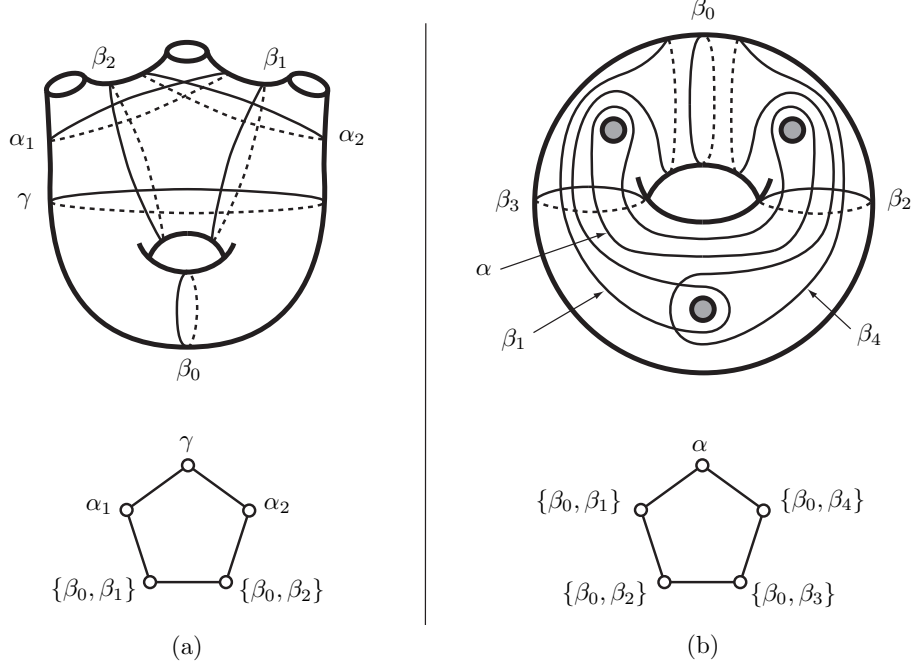 β₂ β₁
α₁ α₂
γ
β₀
γ
α₁ α₂
{β₀, β₁} {β₀, β₂}
(a)
β₀
β₃ β₂
α
β₁ β₄
α
{β₀, β₁} {β₀, β₄}
{β₀, β₂} {β₀, β₃}
(b)